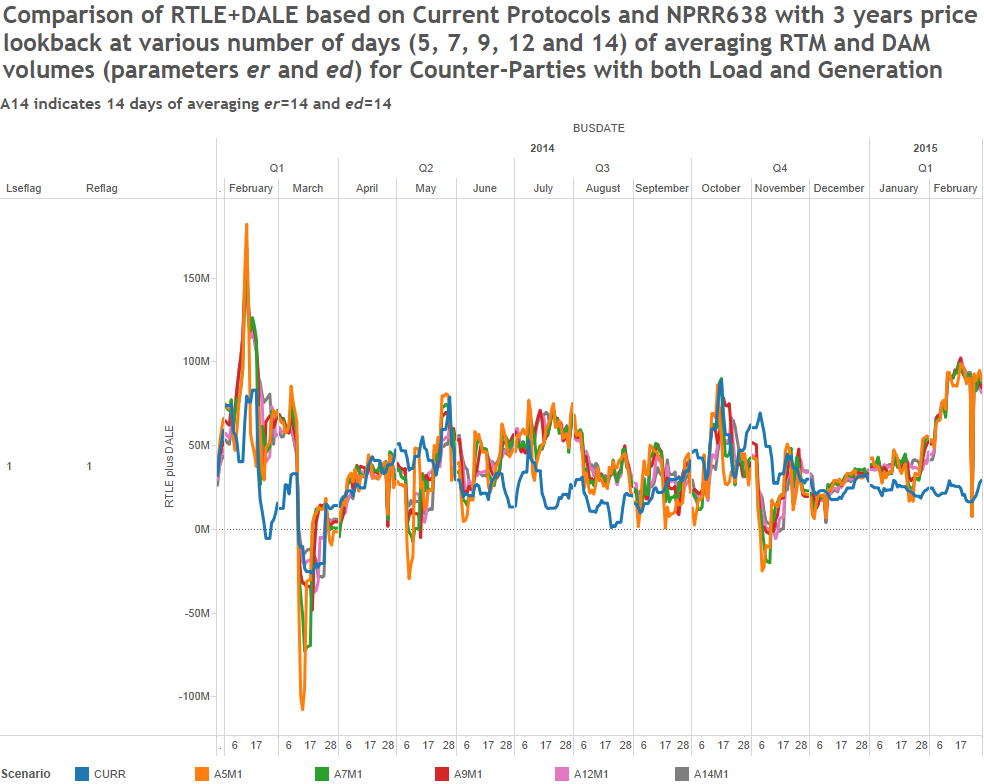 Comparison of RTLE+DALE based on Current Protocols and NPRR638 with 3 years price
lookback at various number of days (5, 7, 9, 12 and 14) of averaging RTM and DAM
volumes (parameters er and ed) for Counter-Parties with both Load and Generation
A14 indicates 14 days of averaging er=14 and ed=14
BUSDATE
2014 2015
Q1 Q2 Q3 Q4 Q1
Lseflag Reflag . February March April May June July August September October November December January February
150M
100M
50M
0M
-50M
-100M
RTLE plus DALE
1 1
. 6 17 6 17 28 6 17 28 6 17 28 6 17 28 6 17 28 6 17 28 6 17 28 6 17 28 6 17 28 6 17 28 6 17 28 6 17
Scenario CURR A5M1 A7M1 A9M1 A12M1 A14M1